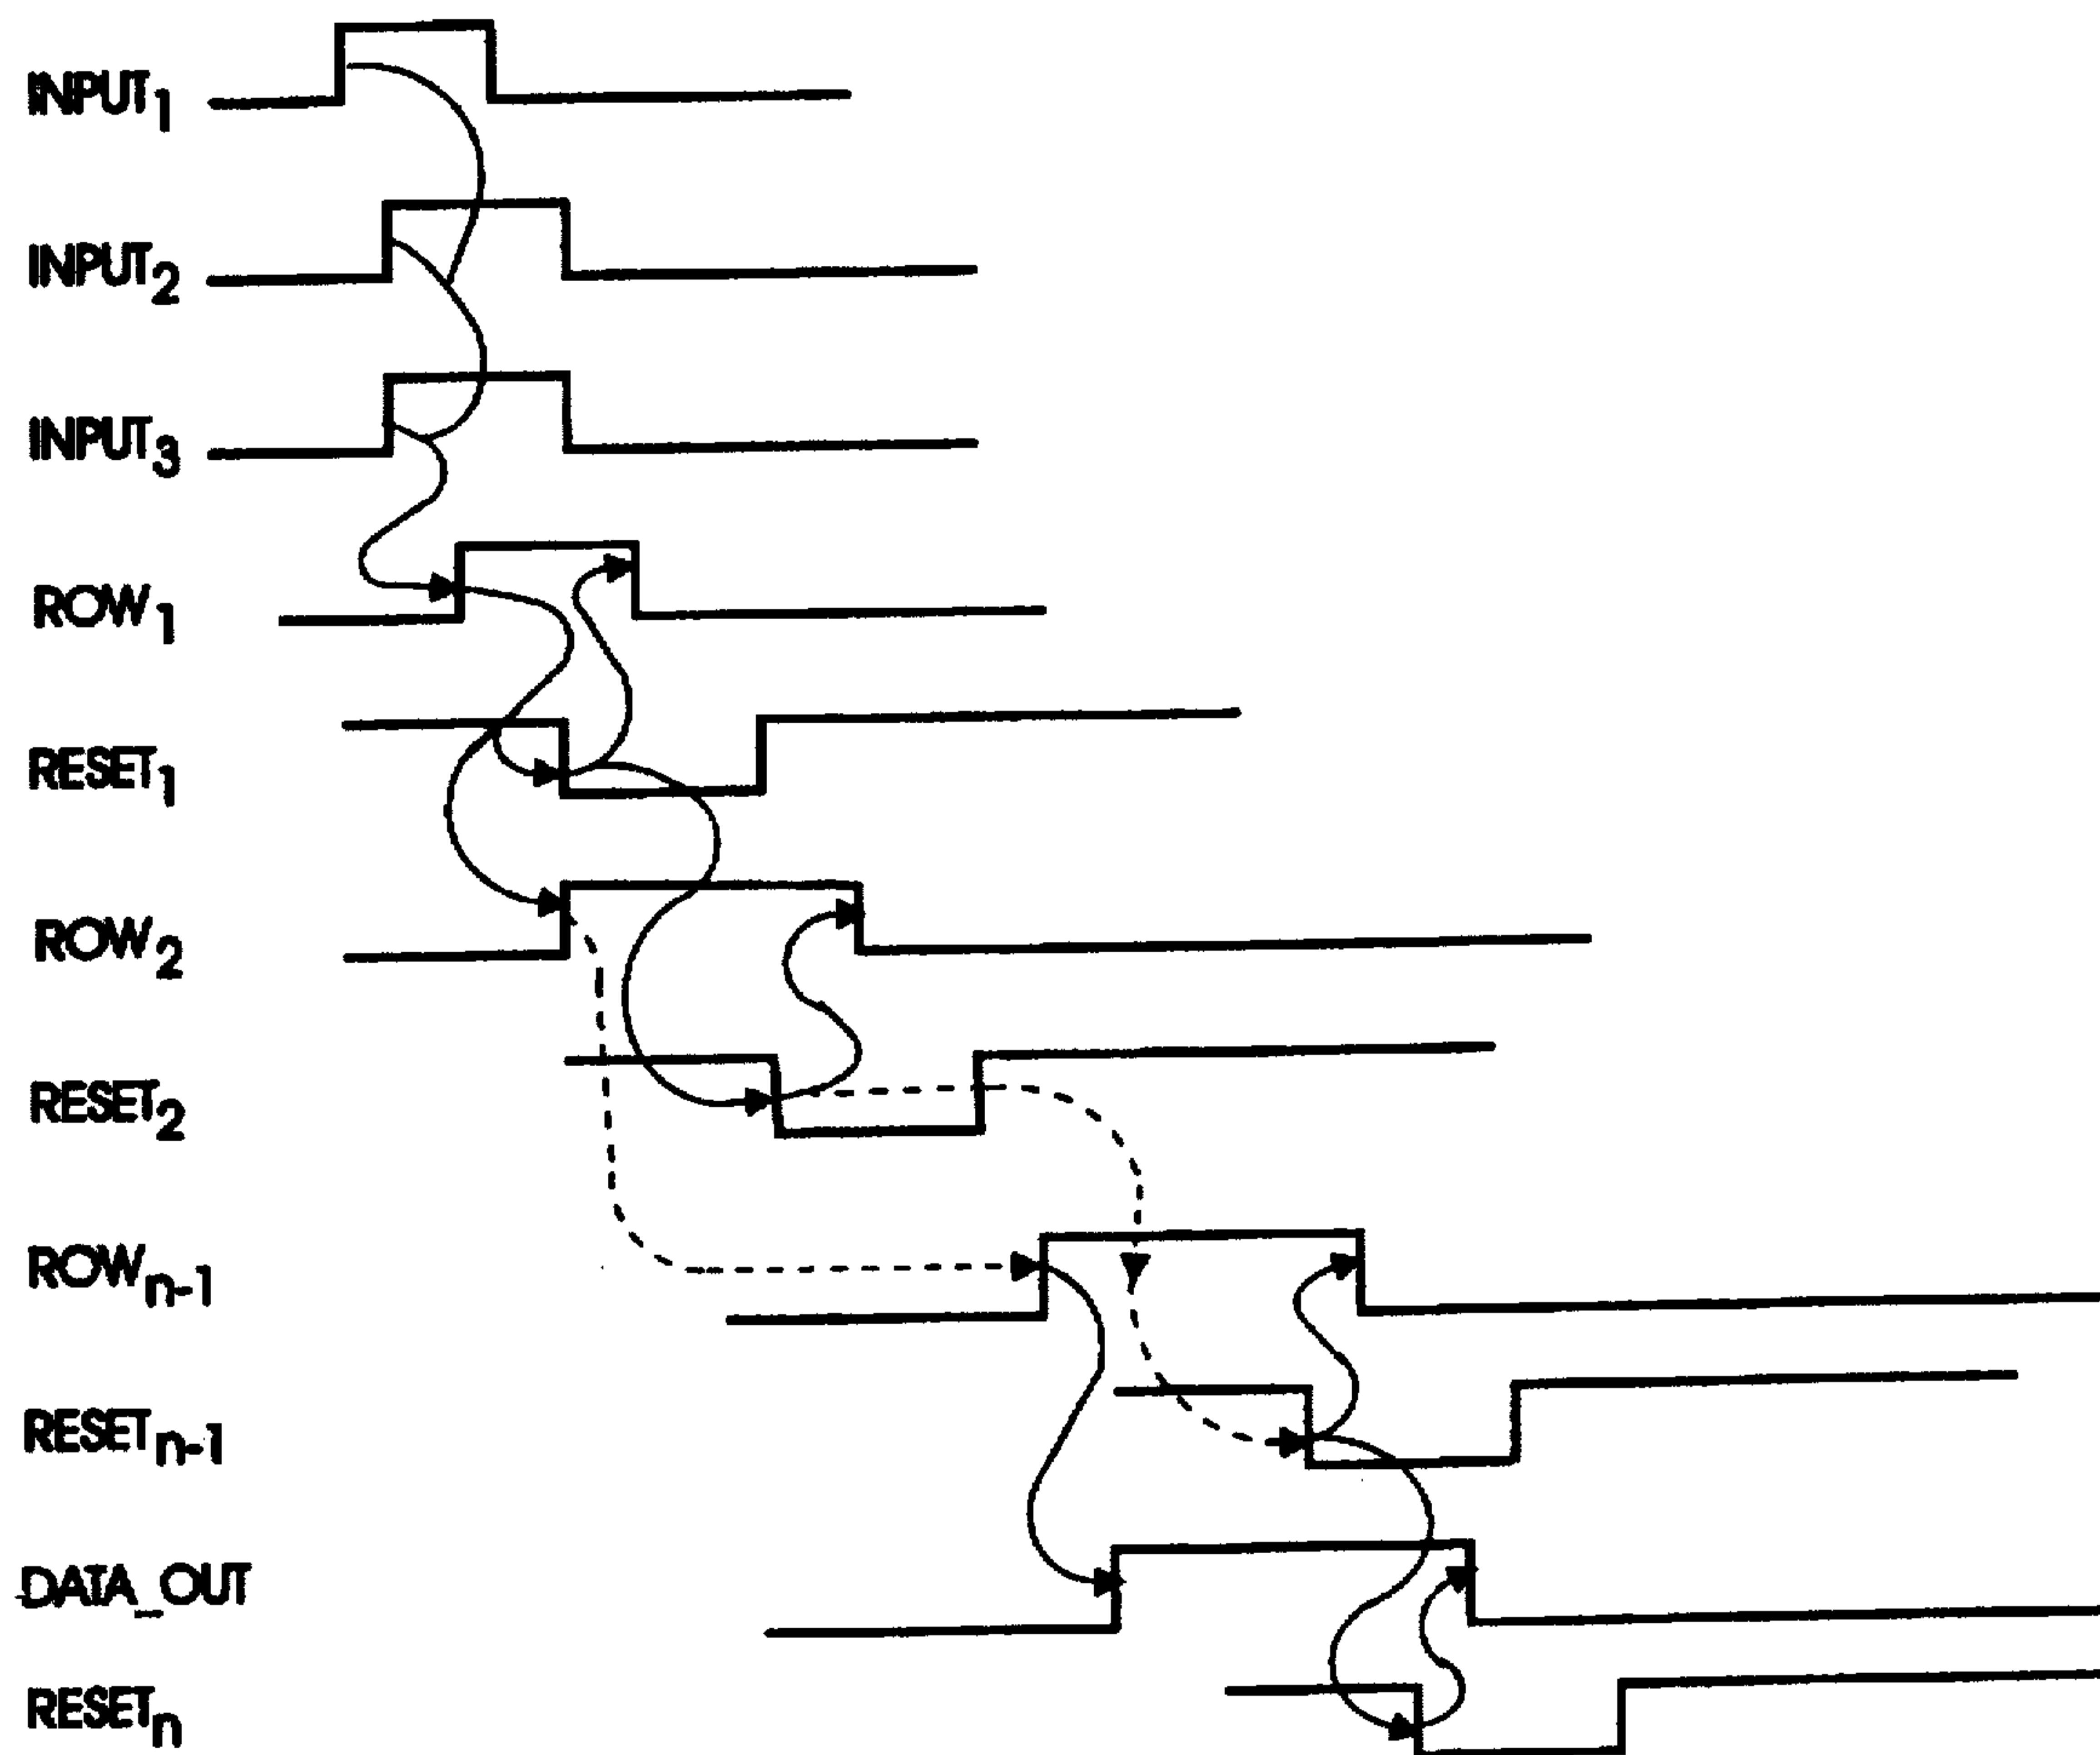 INPUT1
INPUT2
INPUT3
ROW1
RESET1
ROW2
RESET2
ROWn-1
RESETn-1
DATA_OUT
RESETn